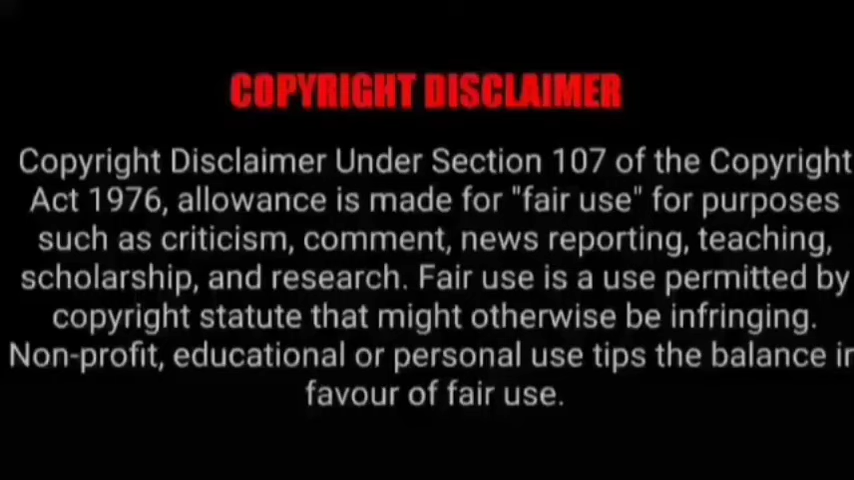 COPYRIGHT DISCLAIMER
Copyright Disclaimer Under Section 107 of the Copyright
Act 1976, allowance is made for "fair use" for purposes
such as criticism, comment, news reporting, teaching,
scholarship, and research. Fair use is a use permitted by
copyright statute that might otherwise be infringing.
Non-profit, educational or personal use tips the balance in
favour of fair use.